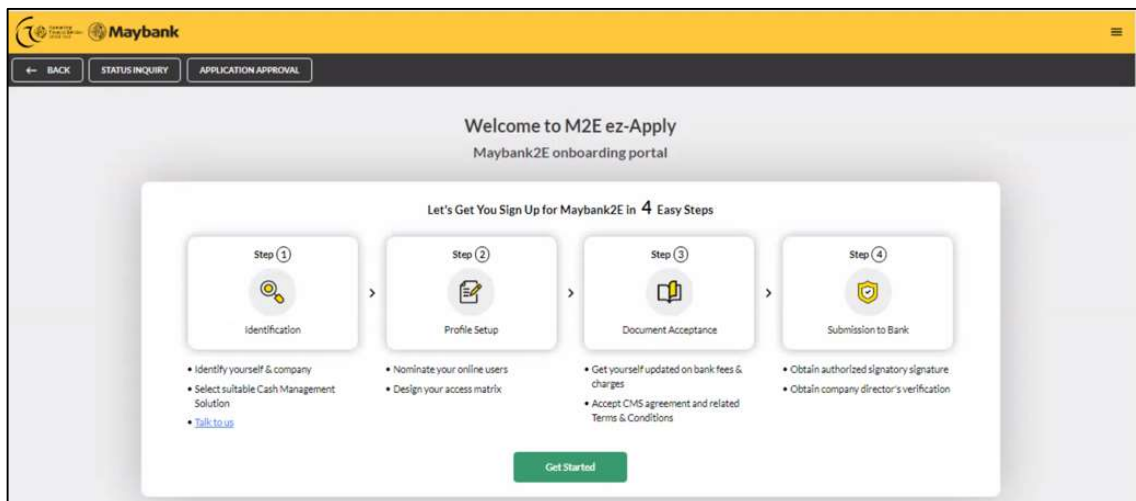 Maybank
← BACK
STATUS INQUIRY
APPLICATION APPROVAL
Welcome to M2E ez-Apply
Maybank2E onboarding portal
Let's Get You Sign Up for Maybank2E in 4 Easy Steps
Step 1
Identification
• Identify yourself & company
• Select suitable Cash Management
Solution
• Talk to us
Step 2
Profile Setup
• Nominate your online users
• Design your access matrix
Step 3
Document Acceptance
• Get yourself updated on bank fees &
charges
• Accept CMS agreement and related
Terms & Conditions
Step 4
Submission to Bank
• Obtain authorized signatory signature
• Obtain company director's verification
Get Started